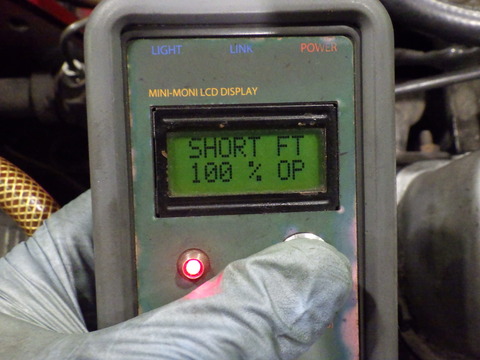 LIGHT LINK POWER
MINI-MONI LCD DISPLAY
SHORT FT
100 % OP